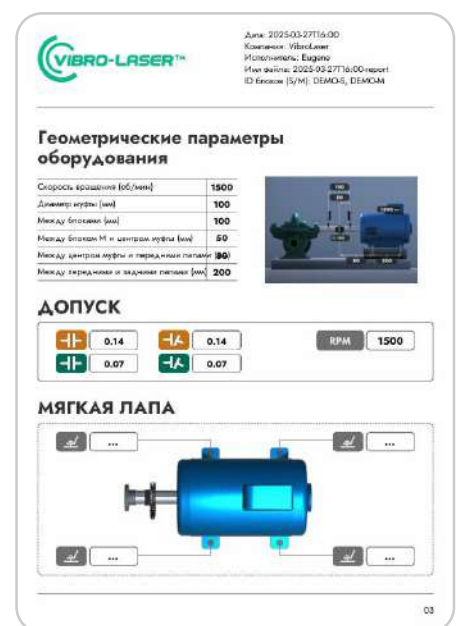 VIBRO-LASER™
Дата: 2025-03-27T16:00
Компания: VibroLaser
Исполнитель: Eugene
Имя файла: 2025-03-27T16:00-report
ID блоков (S/M): DEMO-S, DEMO-M
Геометрические параметры
оборудования
Скорость вращения (об/мин) 1500
Диаметр муфты (мм) 100
Между блоками (мм) 100
Между блоком М и центром муфты (мм) 50
Между центром муфты и передними лапами (мм)
Между передними и задними лапами (мм) 200
ДОПУСК
0.14 0.14 RPM 1500
0.07 0.07
МЯГКАЯ ЛАПА
... ...
... ...
03